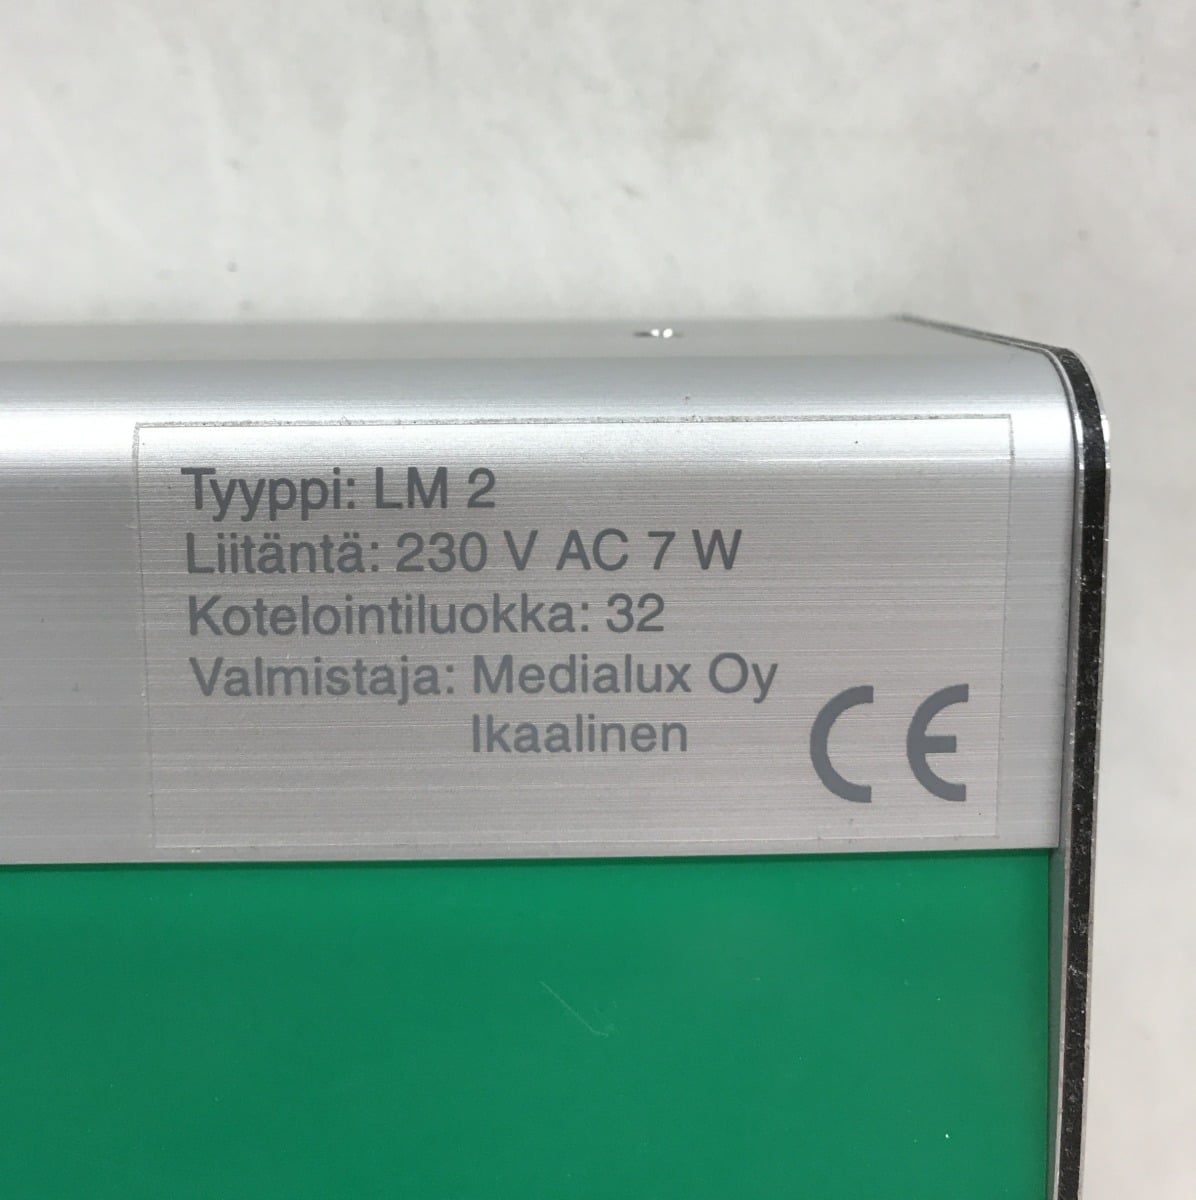 Tyyppi: LM 2
Liitäntä: 230 V AC 7 W
Kotelointiluokka: 32
Valmistaja: Medialux Oy
Ikaalinen
CE